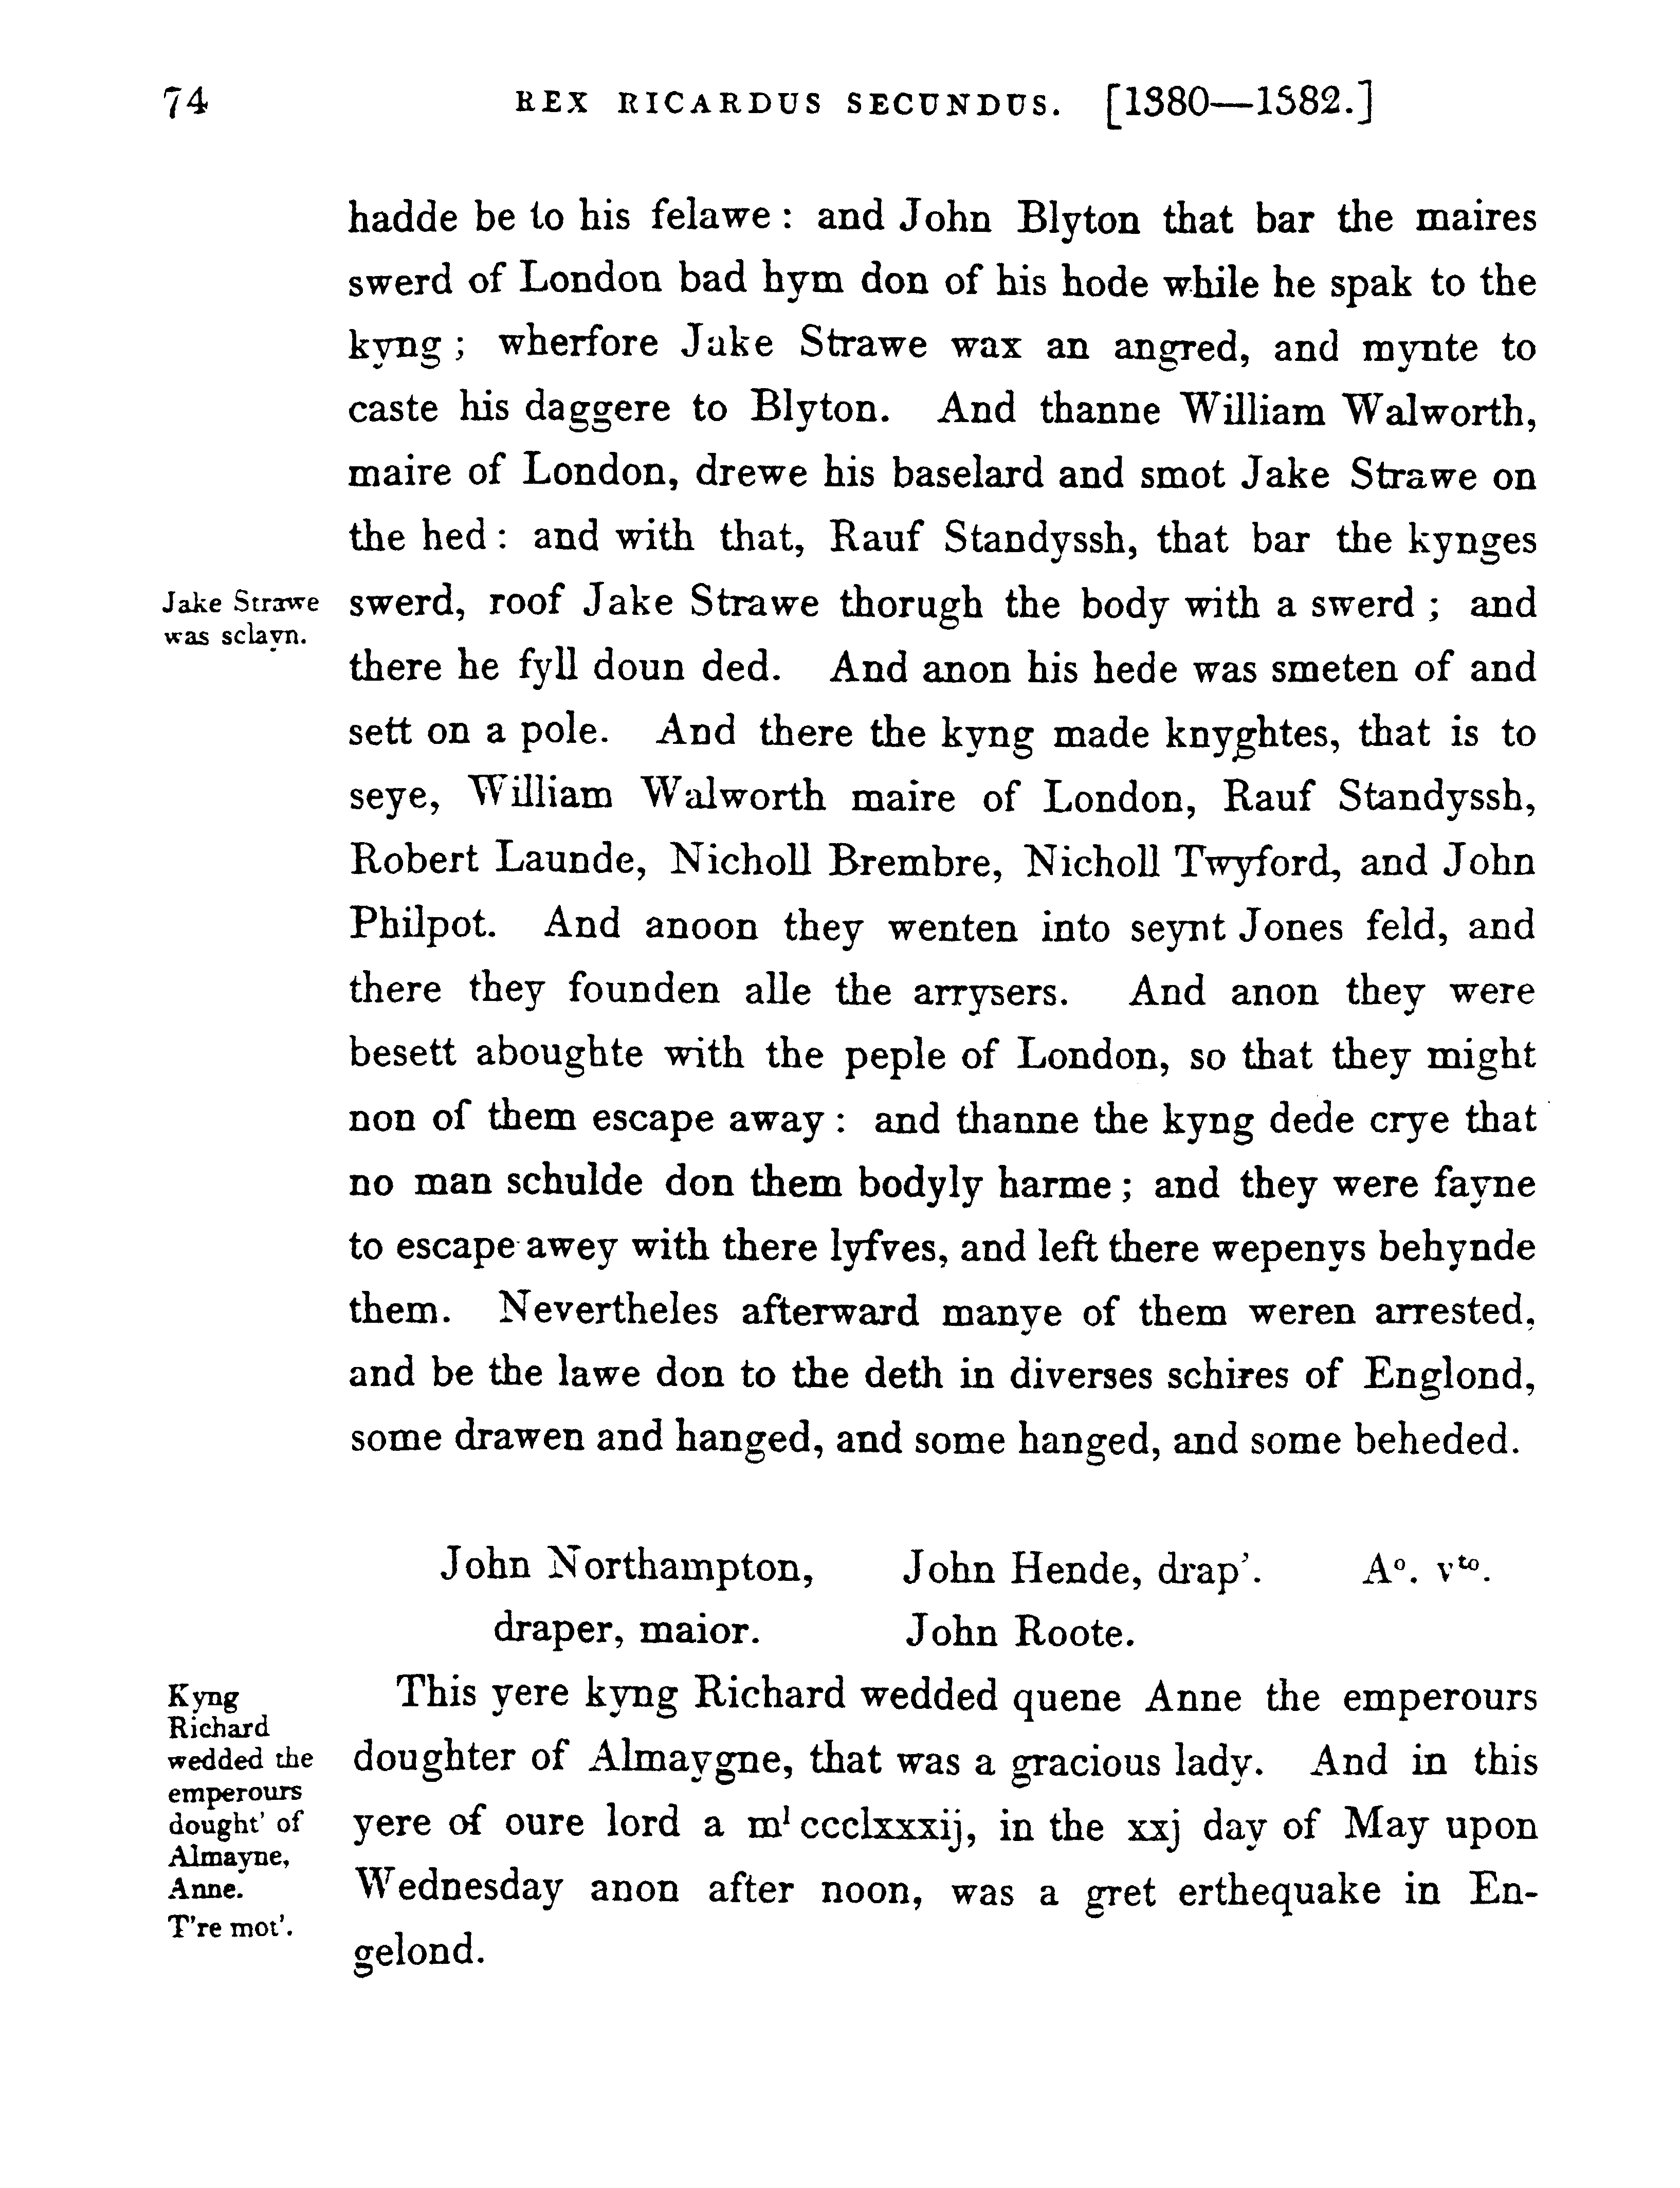 74 REX RICARDUS SECUNDUS. [1380—1382.]
hadde be to his felawe : and John Blyton that bar the maires
swerd of London bad hym don of his hode while he spak to the
kyng ; wherfore Jake Strawe wax an angred, and mynte to
caste his daggere to Blyton. And thanne William Walworth,
maire of London, drewe his baselard and smot Jake Strawe on
the hed : and with that, Rauf Standyssh, that bar the kynges
Jake Strawe
was sclayn.
swerd, roof Jake Strawe thorugh the body with a swerd ; and
there he fyll doun ded. And anon his hede was smeten of and
sett on a pole. And there the kyng made knyghtes, that is to
seye, William Walworth maire of London, Rauf Standyssh,
Robert Launde, Nicholl Brembre, Nicholl Twyford, and John
Philpot. And anoon they wenten into seynt Jones feld, and
there they founden alle the arrysers. And anon they were
besett aboughte with the peple of London, so that they might
non of them escape away : and thanne the kyng dede crye that
no man schulde don them bodyly harme ; and they were fayne
to escape awey with there lyfves, and left there wepenys behynde
them. Nevertheles afterward manye of them weren arrested,
and be the lawe don to the deth in diverses schires of Englond,
some drawen and hanged, and some hanged, and some beheded.
John Northampton, John Hende, drap'. Aº. vᵗº.
draper, maior. John Roote.
Kyng
Richard
wedded the
emperours
dought' of
Almayne,
Anne.
T're mot'.
This yere kyng Richard wedded quene Anne the emperours
doughter of Almaygne, that was a gracious lady. And in this
yere of oure lord a mˡ ccclxxxij, in the xxj day of May upon
Wednesday anon after noon, was a gret erthequake in En-
gelond.